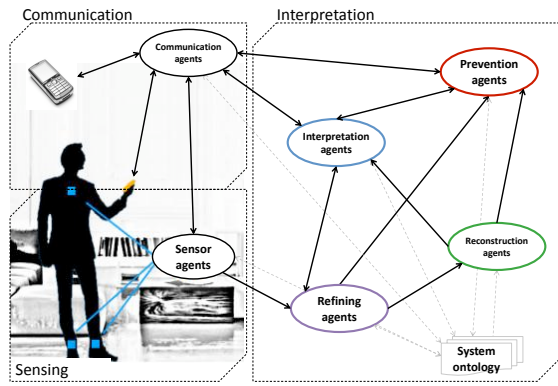 Communication
Interpretation
Communication
agents
Prevention
agents
Interpretation
agents
Sensor
agents
Reconstruction
agents
Refining
agents
System
ontology
Sensing